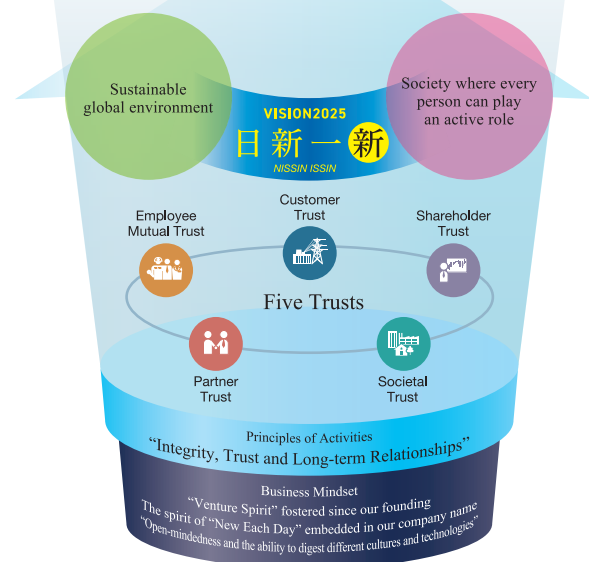 Sustainable
global environment
Society where every
person can play
an active role
VISION2025
日新一新
NISSIN ISSIN
Customer
Trust
Employee
Mutual Trust
Shareholder
Trust
Five Trusts
Partner
Trust
Societal
Trust
Principles of Activities
“Integrity, Trust and Long-term Relationships”
Business Mindset
“Venture Spirit” fostered since our founding
The spirit of “New Each Day” embedded in our company name
“Open-mindedness and the ability to digest different cultures and technologies”